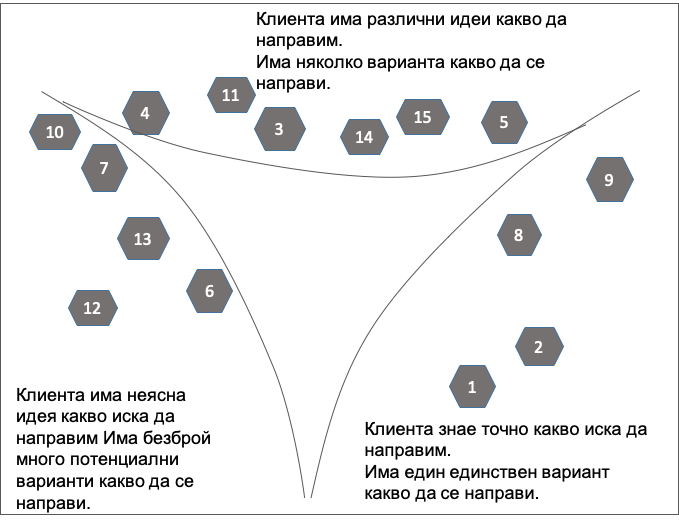 Клиента има различни идеи какво да
направим.
Има няколко варианта какво да се
направи.
11
4
15
5
3
10
14
7
9
8
13
6
12
2
1
Клиента има неясна
идея какво иска да
направим Има безброй
много потенциални
варианти какво да се
направи.
Клиента знае точно какво иска да
направим.
Има един единствен вариант
какво да се направи.